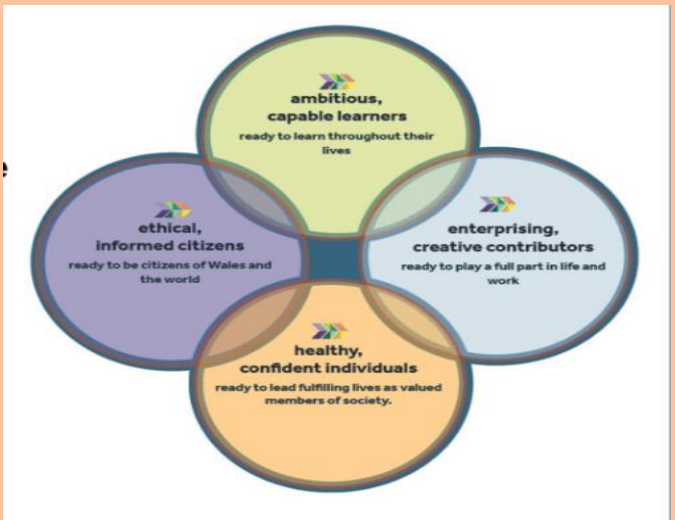 ambitious,
capable learners
ready to learn throughout their
lives
ethical,
informed citizens
ready to be citizens of Wales and
the world
enterprising,
creative contributors
ready to play a full part in life and
work
healthy,
confident individuals
ready to lead fulfilling lives as valued
members of society.